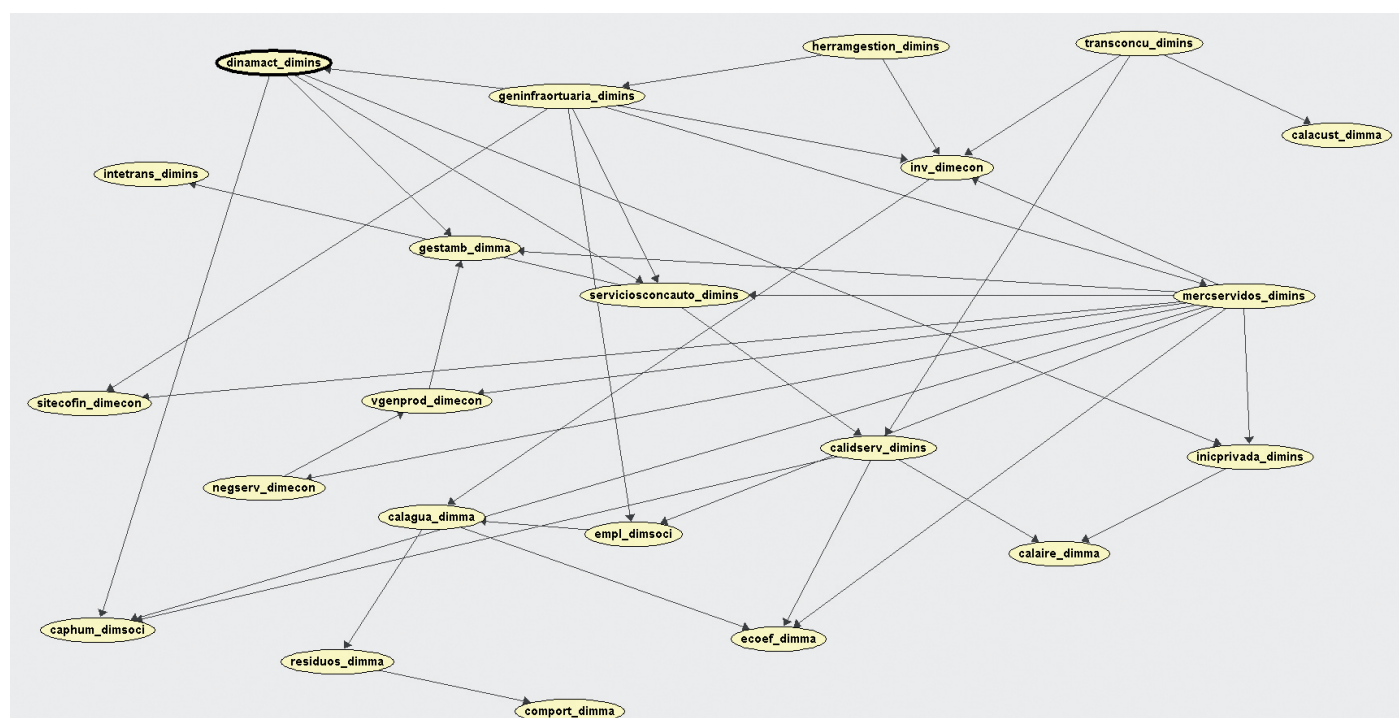 herramgestion_dimins
transconcu_dimins
dinamact_dimins
geninfraortuaria_dimins
calacust_dimma
inv_dimecon
intetrans_dimins
gestamb_dimma
serviciosconcauto_dimins
mercservidos_dimins
sitecofin_dimecon
vgenprod_dimecon
calidserv_dimins
inicprivada_dimins
negserv_dimecon
calagua_dimma
empl_dimsoci
calaire_dimma
caphum_dimsoci
ecoef_dimma
residuos_dimma
comport_dimma